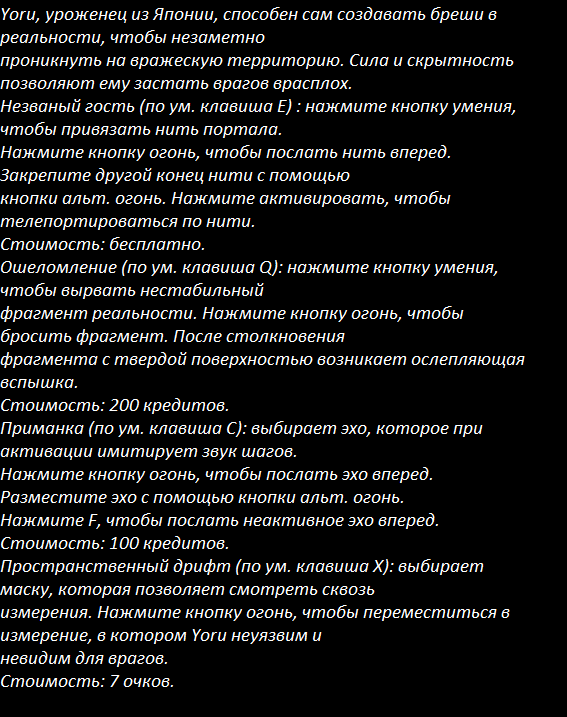 Yoru, уроженец из Японии, способен сам создавать бреши в
реальности, чтобы незаметно
проникнуть на вражескую территорию. Сила и скрытность
позволяют ему застать врагов врасплох.
Незваный гость (по ум. клавиша E) : нажмите кнопку умения,
чтобы привязать нить портала.
Нажмите кнопку огонь, чтобы послать нить вперед.
Закрепите другой конец нити с помощью
кнопки альт. огонь. Нажмите активировать, чтобы
телепортироваться по нити.
Стоимость: бесплатно.
Ошеломление (по ум. клавиша Q): нажмите кнопку умения,
чтобы вырвать нестабильный
фрагмент реальности. Нажмите кнопку огонь, чтобы
бросить фрагмент. После столкновения
фрагмента с твердой поверхностью возникает ослепляющая
вспышка.
Стоимость: 200 кредитов.
Приманка (по ум. клавиша C): выбирает эхо, которое при
активации имитирует звук шагов.
Нажмите кнопку огонь, чтобы послать эхо вперед.
Разместите эхо с помощью кнопки альт. огонь.
Нажмите F, чтобы послать неактивное эхо вперед.
Стоимость: 100 кредитов.
Пространственный дрифт (по ум. клавиша X): выбирает
маску, которая позволяет смотреть сквозь
измерения. Нажмите кнопку огонь, чтобы переместиться в
измерение, в котором Yoru неуязвим и
невидим для врагов.
Стоимость: 7 очков.